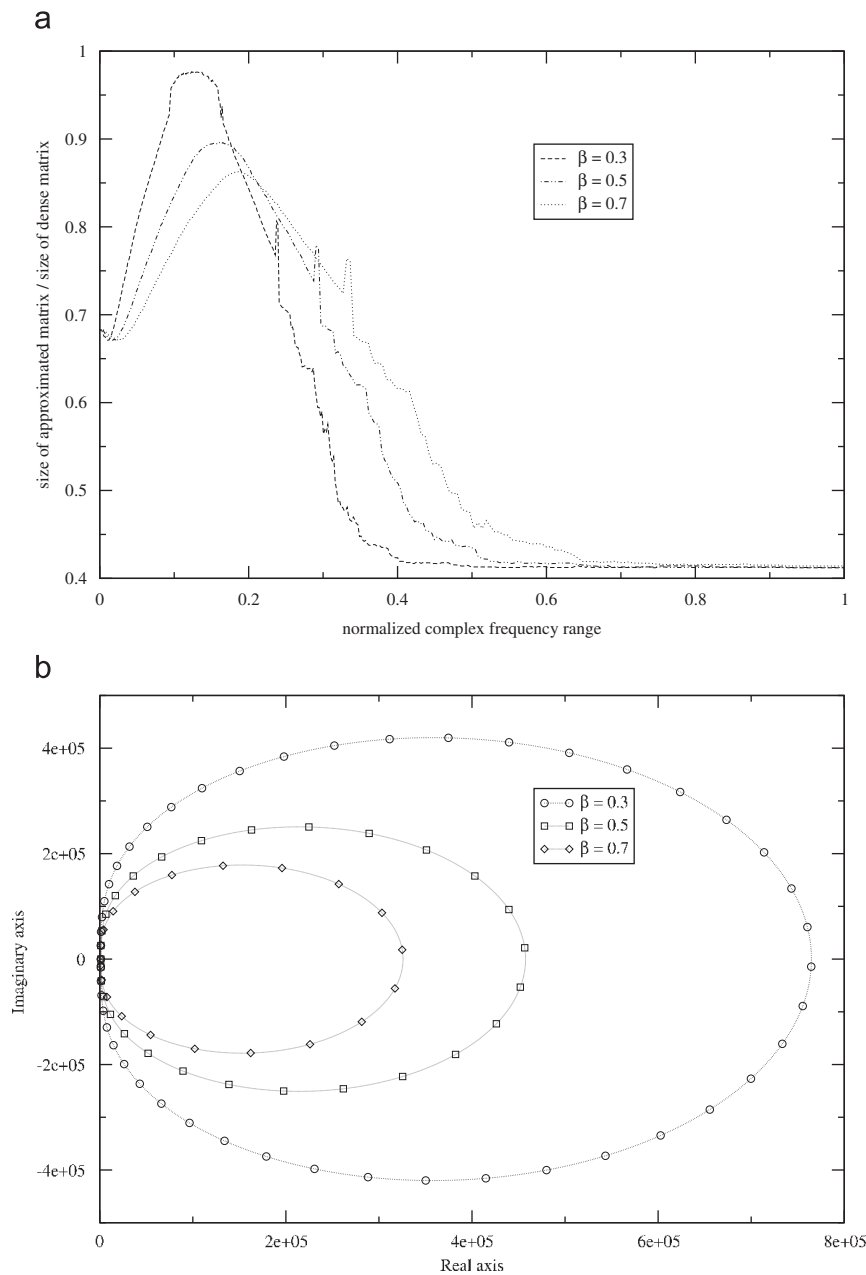 a
1
0.9
0.8
0.7
0.6
0.5
0.4
size of approximated matrix / size of dense matrix
β = 0.3
β = 0.5
β = 0.7
0
0.2
0.4
0.6
0.8
1
normalized complex frequency range
b
4e+05
2e+05
0
-2e+05
-4e+05
Imaginary axis
β = 0.3
β = 0.5
β = 0.7
0
2e+05
4e+05
6e+05
8e+05
Real axis